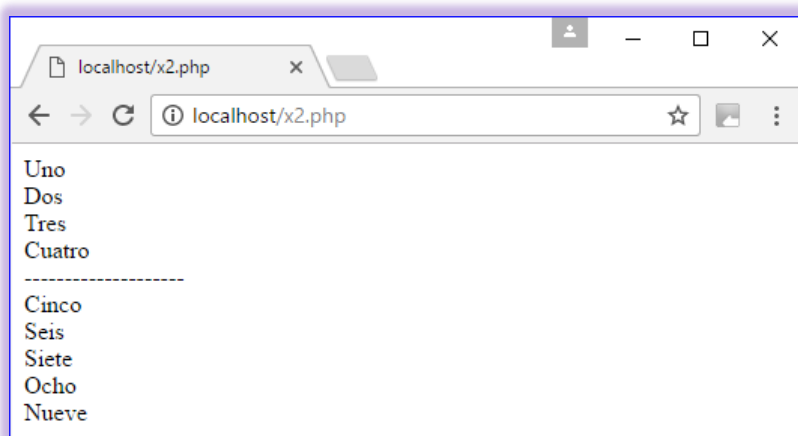 localhost/x2.php
localhost/x2.php
Uno
Dos
Tres
Cuatro
--------------------
Cinco
Seis
Siete
Ocho
Nueve